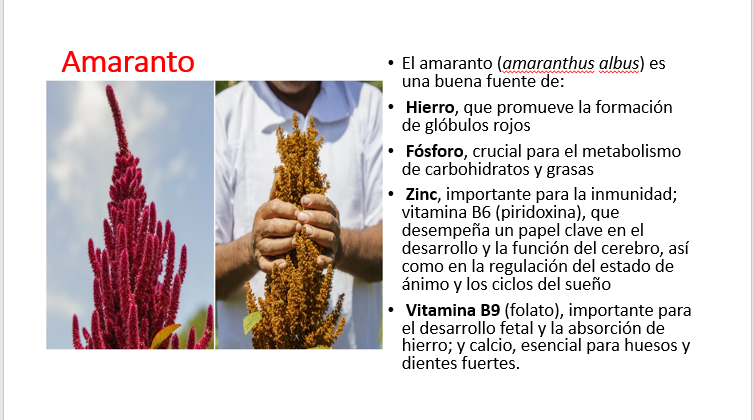 Amaranto
• El amaranto (amaranthus albus) es
una buena fuente de:
• Hierro, que promueve la formación
de glóbulos rojos
• Fósforo, crucial para el metabolismo
de carbohidratos y grasas
• Zinc, importante para la inmunidad;
vitamina B6 (piridoxina), que
desempeña un papel clave en el
desarrollo y la función del cerebro, así
como en la regulación del estado de
ánimo y los ciclos del sueño
• Vitamina B9 (folato), importante para
el desarrollo fetal y la absorción de
hierro; y calcio, esencial para huesos y
dientes fuertes.